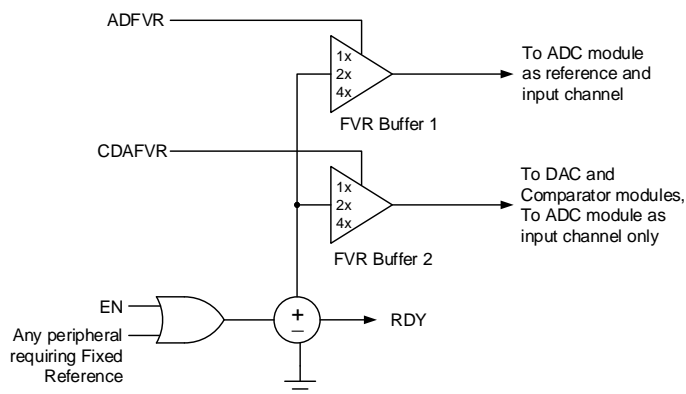 ADFVR
1x
2x
4x
FVR Buffer 1
To ADC module
as reference and
input channel
CDAFVR
1x
2x
4x
FVR Buffer 2
To DAC and
Comparator modules,
To ADC module as
input channel only
EN
Any peripheral
requiring Fixed
Reference
+
−
RDY